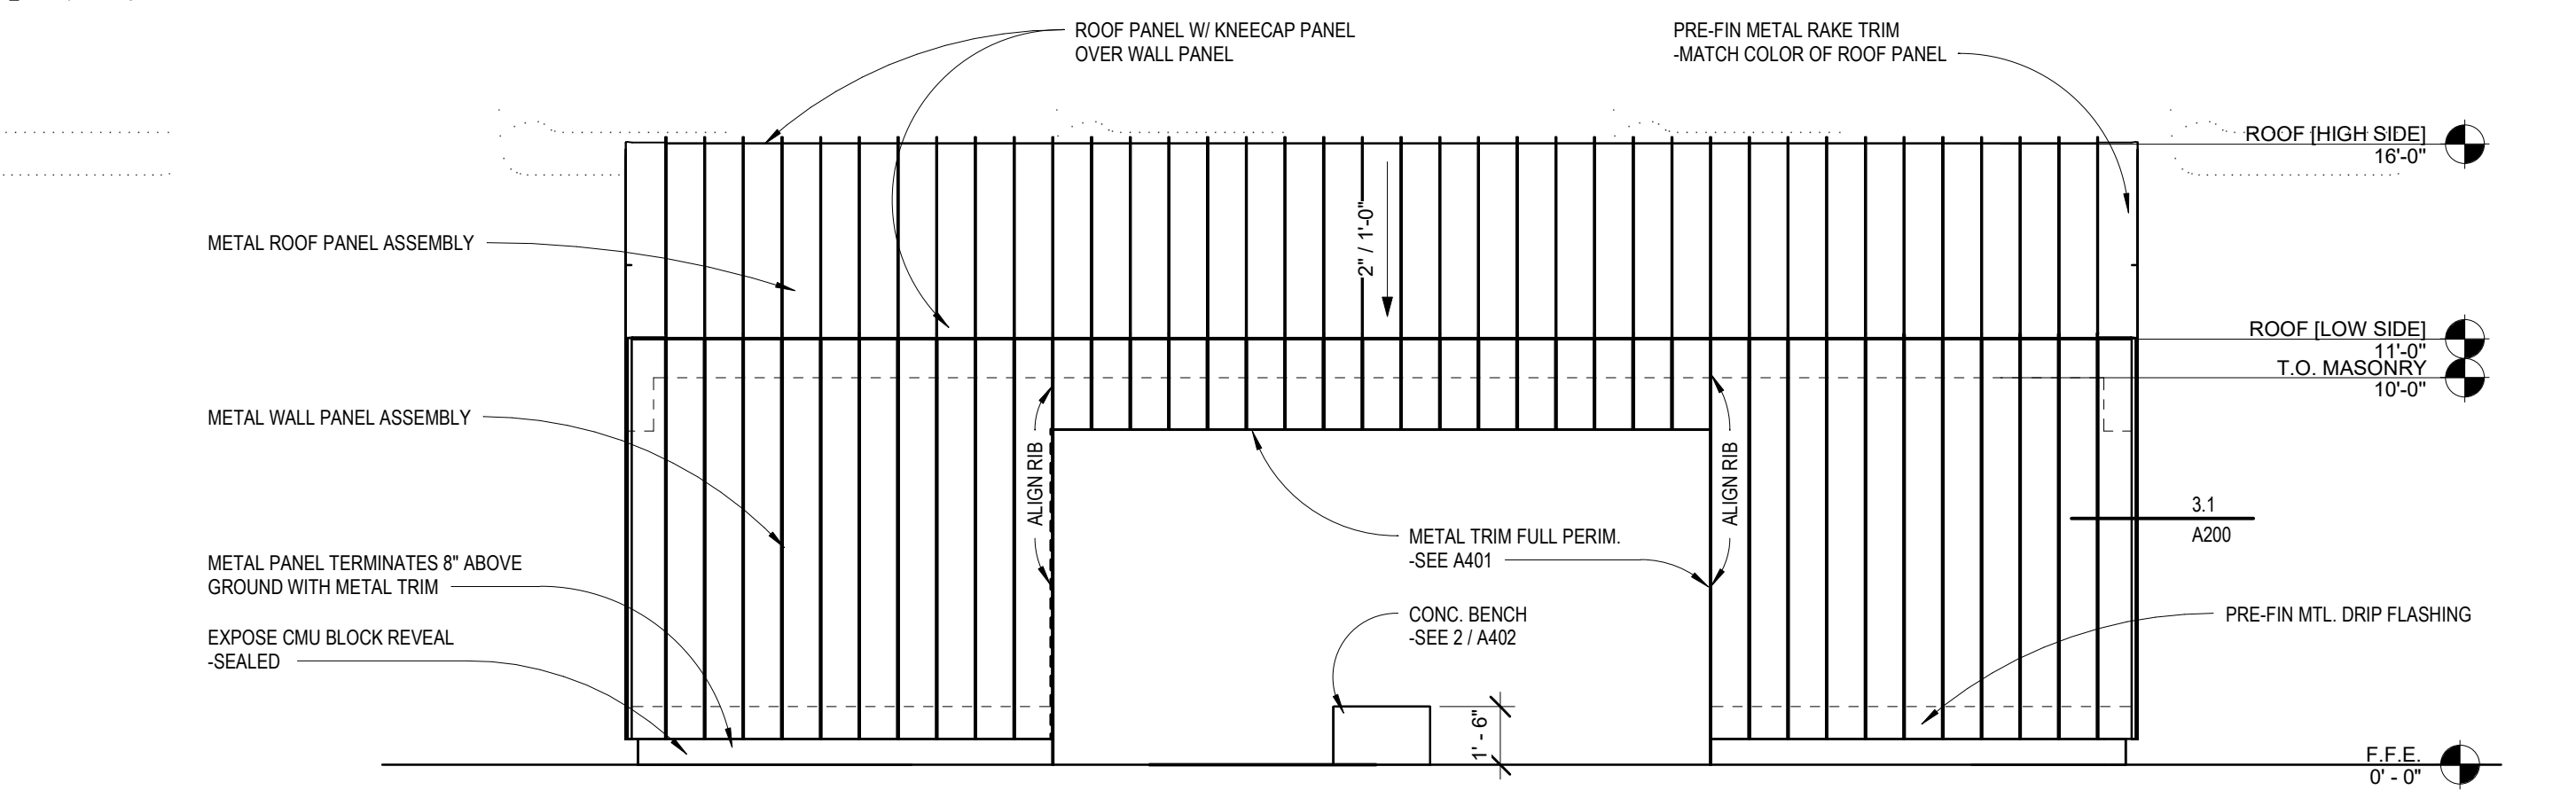 ROOF PANEL W/ KNEECAP PANEL
OVER WALL PANEL
PRE-FIN METAL RAKE TRIM
-MATCH COLOR OF ROOF PANEL
ROOF [HIGH SIDE]
16'-0"
METAL ROOF PANEL ASSEMBLY
2" / 1'-0"
ROOF [LOW SIDE]
11'-0"
T.O. MASONRY
10'-0"
METAL WALL PANEL ASSEMBLY
ALIGN RIB
ALIGN RIB
3.1
A200
METAL TRIM FULL PERIM.
-SEE A401
METAL PANEL TERMINATES 8" ABOVE
GROUND WITH METAL TRIM
CONC. BENCH
-SEE 2 / A402
PRE-FIN MTL. DRIP FLASHING
EXPOSE CMU BLOCK REVEAL
-SEALED
1' - 6"
F.F.E.
0' - 0"